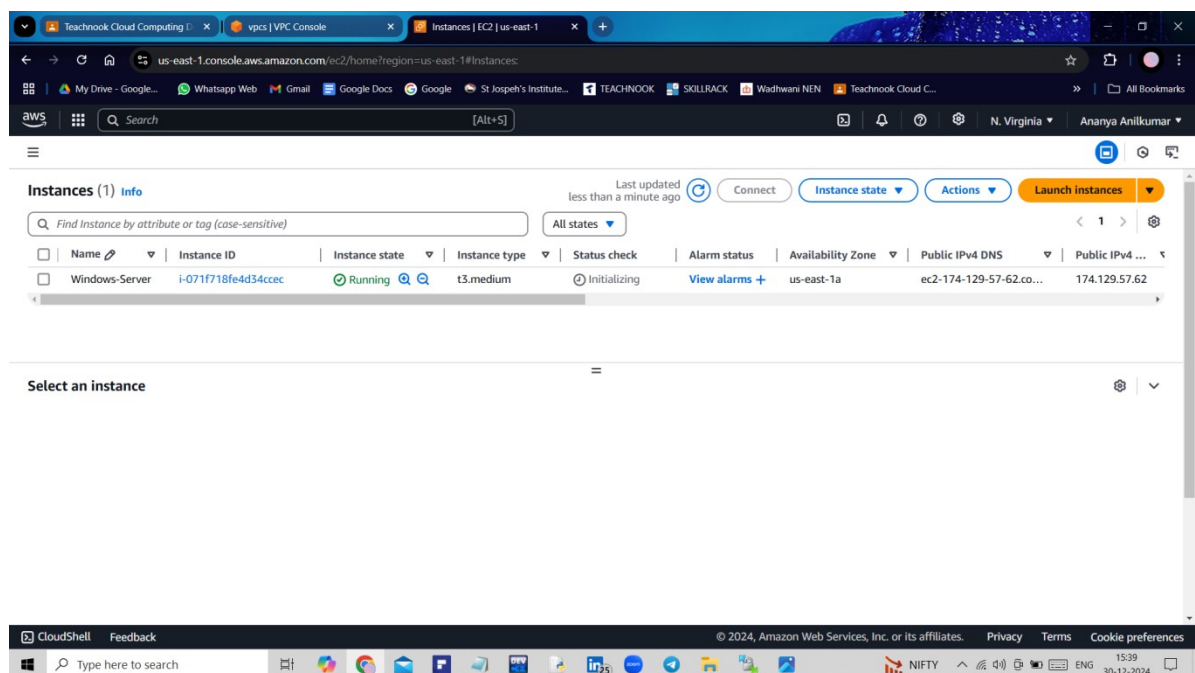 Teachnook Cloud Computing D
vpcs | VPC Console
Instances | EC2 | us-east-1
us-east-1.console.aws.amazon.com/ec2/home?region=us-east-1#Instances:
My Drive - Google... Whatsapp Web Gmail Google Docs Google St Jospeh's Institute... TEACHNOOK SKILLRACK Wadhwani NEN Teachnook Cloud C... » All Bookmarks
aws Search [Alt+S] N. Virginia Ananya Anilkumar
Instances (1) Info Last updated less than a minute ago Connect Instance state Actions Launch instances
Find Instance by attribute or tag (case-sensitive) All states 1
Name Instance ID Instance state Instance type Status check Alarm status Availability Zone Public IPv4 DNS Public IPv4 ...
Windows-Server i-071f718fe4d34ccec Running t3.medium Initializing View alarms + us-east-1a ec2-174-129-57-62.co... 174.129.57.62
Select an instance
CloudShell Feedback © 2024, Amazon Web Services, Inc. or its affiliates. Privacy Terms Cookie preferences
Type here to search DEV in 25 zoom NIFTY ENG 15:39
30-12-2024